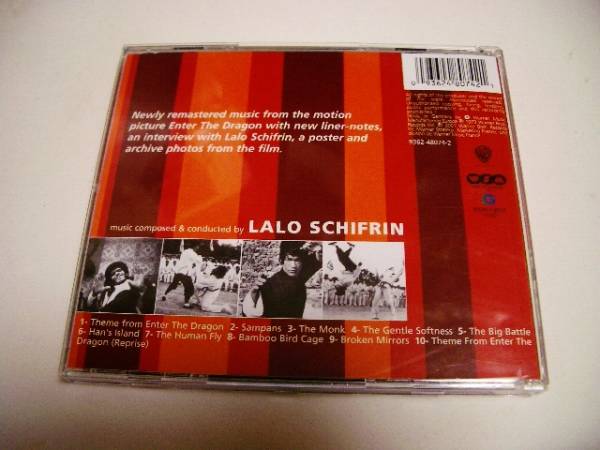 Newly remastered music from the motion
picture Enter The Dragon with new liner-notes,
an interview with Lalo Schifrin, a poster and
archive photos from the film.
9362-48074-2
music composed & conducted by LALO SCHIFRIN
1- Theme from Enter The Dragon 2- Sampans 3- The Monk 4- The Gentle Softness 5- The Big Battle
6- Han's Island 7- The Human Fly 8- Bamboo Bird Cage 9- Broken Mirrors 10- Theme From Enter The
Dragon (Reprise)